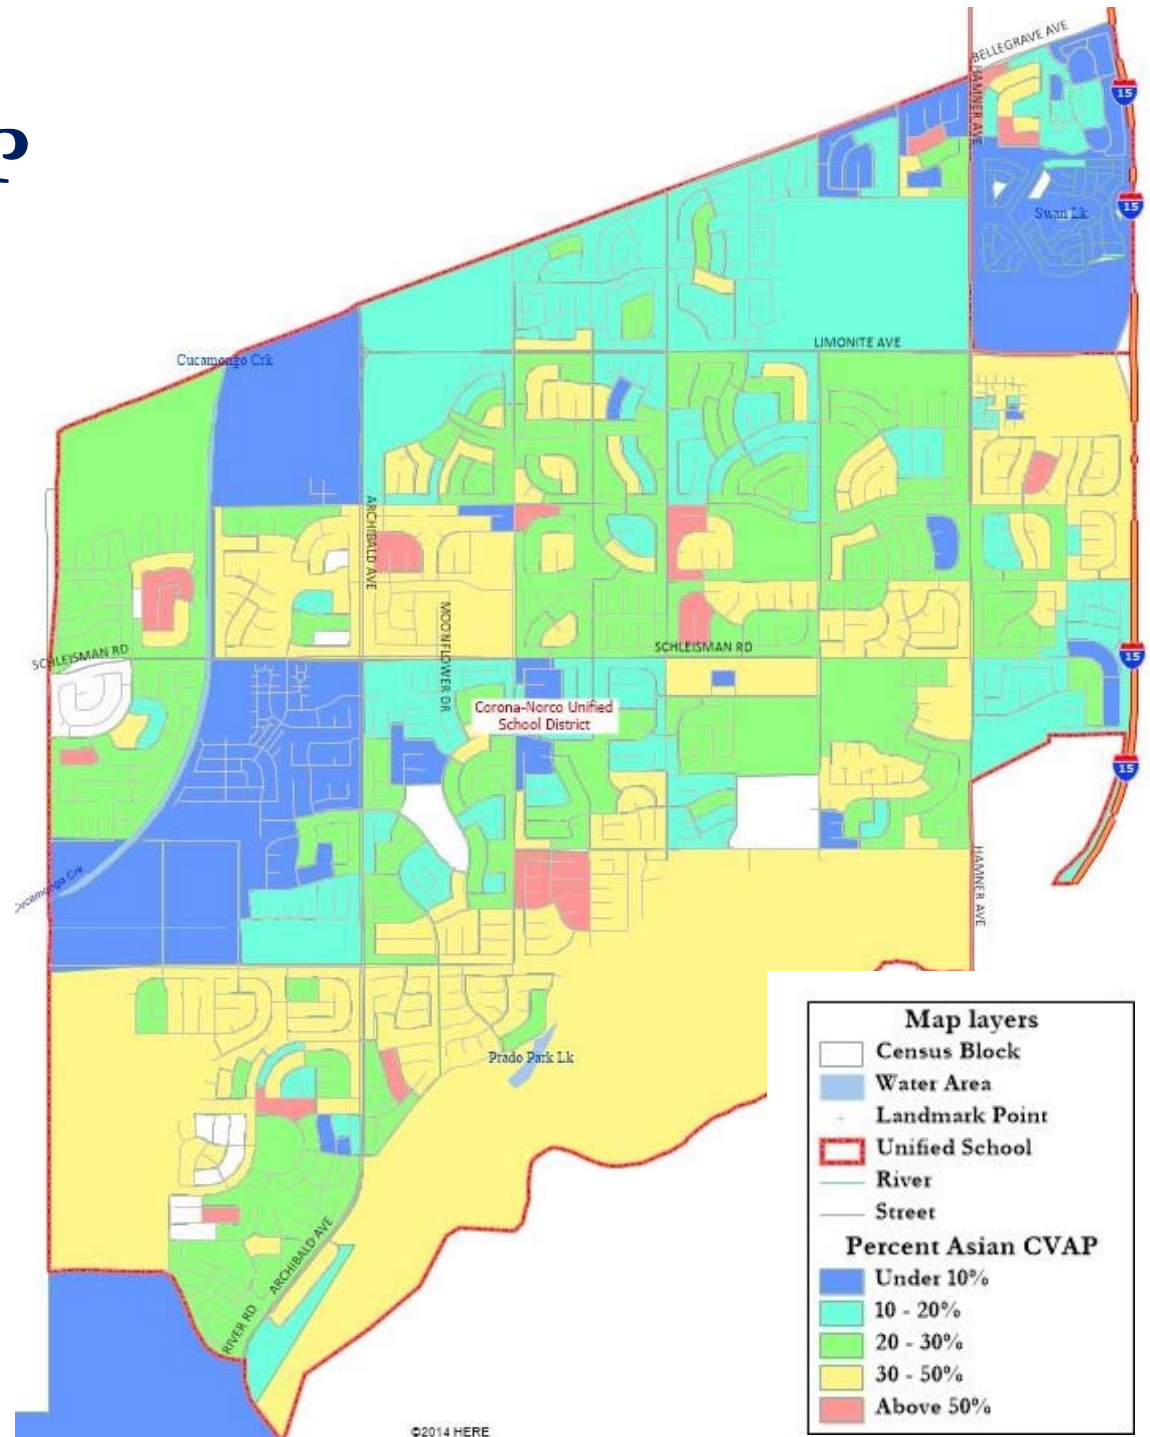 BELLEGRAVE AVE
HAMNER AVE
15
15
Swan Lk
LIMONITE AVE
Cucamongo Crk
ARCHIBALD AVE
MOONFLOWER DR
SCHLEISMAN RD
SCHLEISMAN RD
15
Corona-Norco Unified
School District
15
HAMNER AVE
Cucamonga Crk
Prado Park Lk
ARCHIBALD AVE
RIVER RD
©2014 HERE
Map layers
Census Block
Water Area
Landmark Point
Unified School
River
Street
Percent Asian CVAP
Under 10%
10 - 20%
20 - 30%
30 - 50%
Above 50%